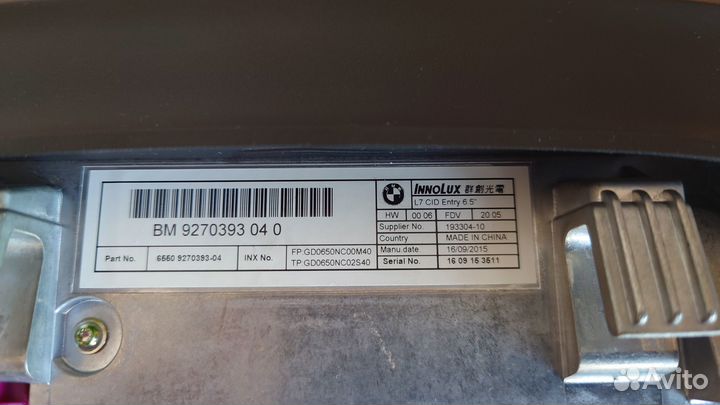 BM 9270393 04 0
Part No. 6550 9270393-04 INX No. FP:GD0650NC00M40
TP:GD0650NC02S40
INNOLUX 群創光電
L7 CID Entry 6.5"
HW 00 06 FDV 20 05
Supplier No. 193304-10
Country MADE IN CHINA
Manu.date 16/09/2015
Serial No. 16 09 15 3511
Avito